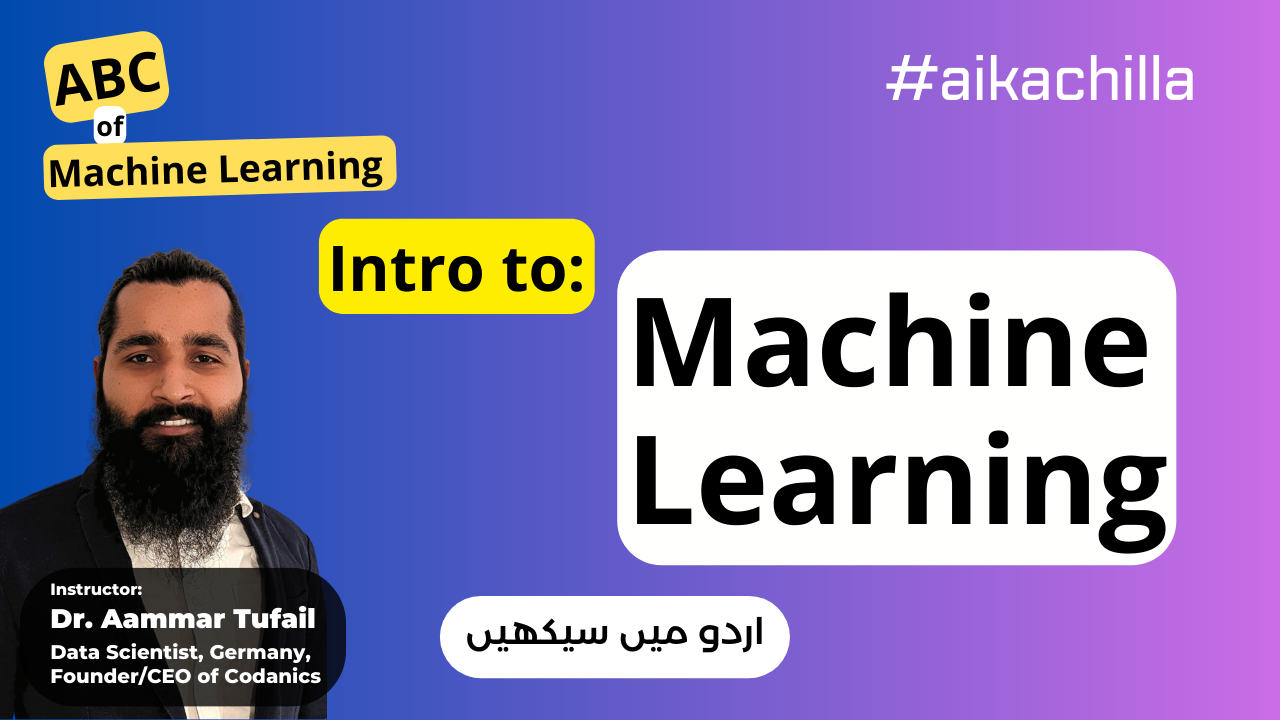 ABC
of
Machine Learning
#aikachilla
Intro to:
Machine
Learning
Instructor:
Dr. Aammar Tufail
Data Scientist, Germany,
Founder/CEO of Codanics
اردو میں سیکھیں